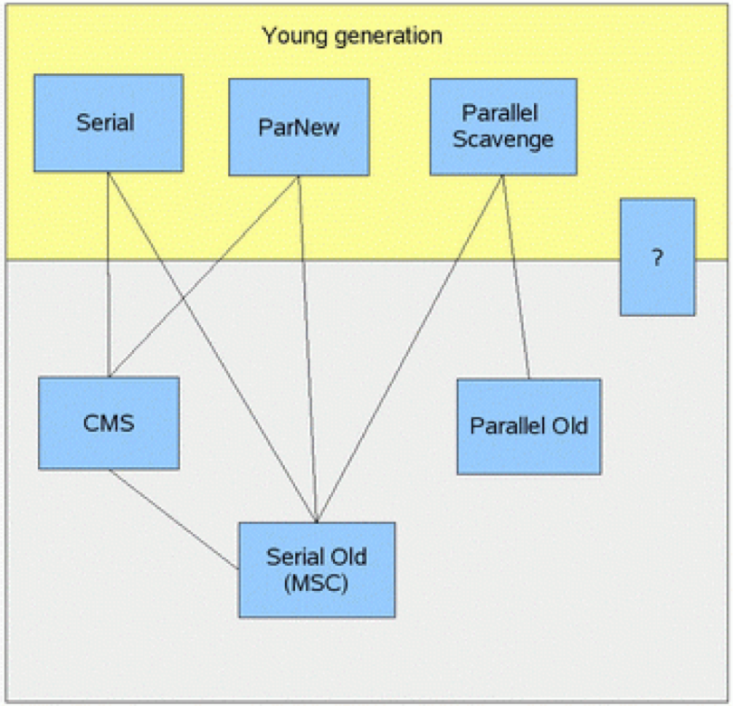 Young generation
Serial
ParNew
Parallel
Scavenge
?
CMS
Parallel Old
Serial Old
(MSC)